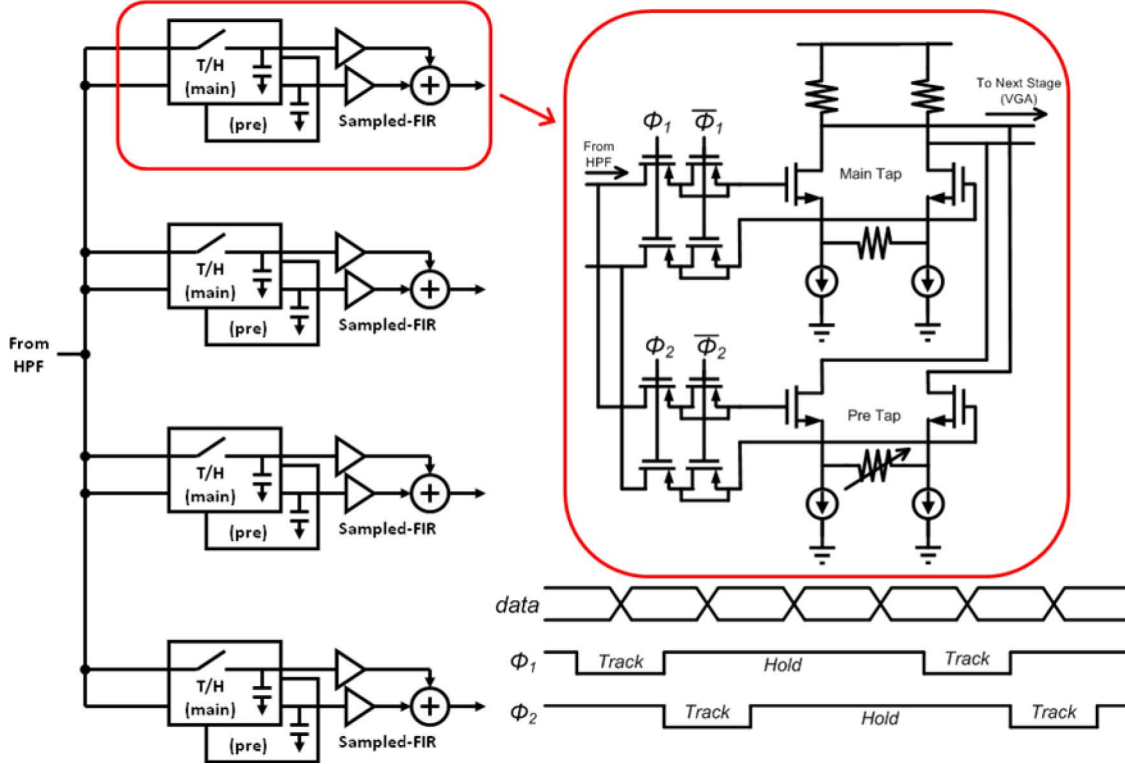 T/H
(main)
(pre)
Sampled-FIR
T/H
(main)
(pre)
Sampled-FIR
From
HPF
T/H
(main)
(pre)
Sampled-FIR
T/H
(main)
(pre)
Sampled-FIR
To Next Stage
(VGA)
Φ1 Φ1
From
HPF
Main Tap
Φ2 Φ2
Pre Tap
data
Φ1 Track Hold Track
Φ2 Track Hold Track